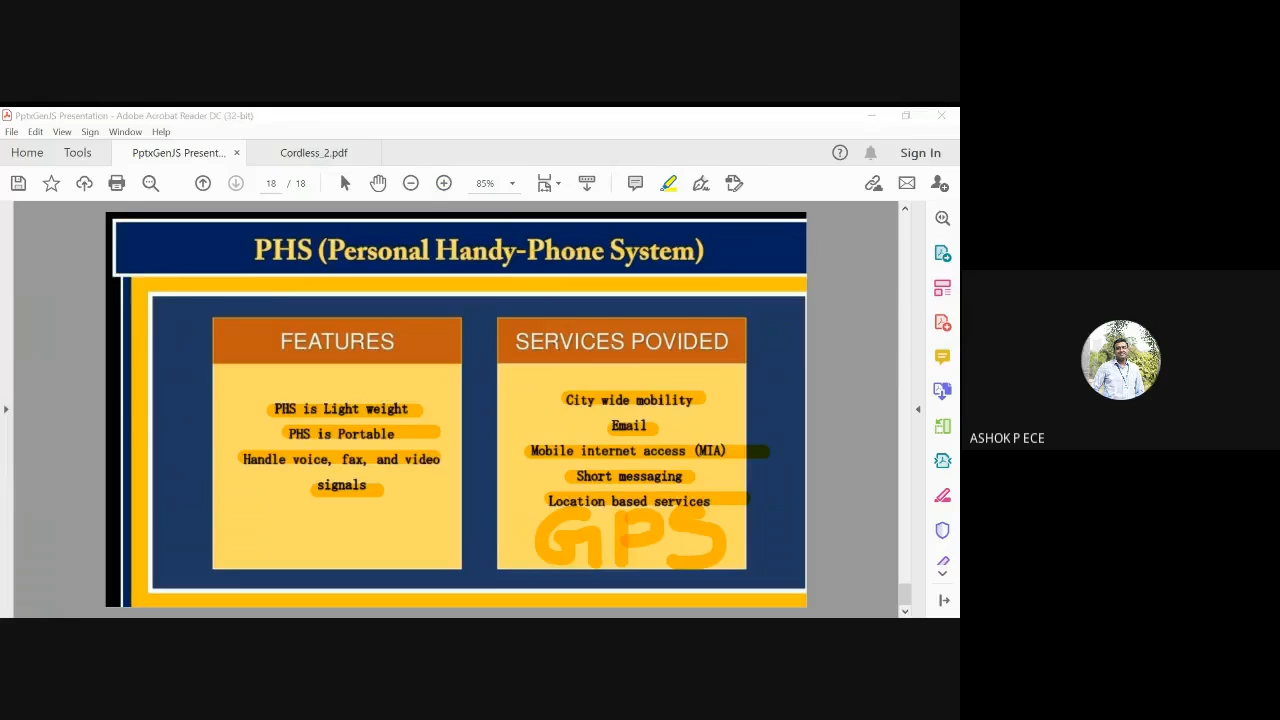 PptxGenJS Presentation - Adobe Acrobat Reader DC (32-bit)
File Edit View Sign Window Help
Home Tools PptxGenJS Present... × Cordless_2.pdf Sign In
18 / 18 85%
PHS (Personal Handy-Phone System)
FEATURES
PHS is Light weight
PHS is Portable
Handle voice, fax, and video
signals
SERVICES POVIDED
City wide mobility
Email
Mobile internet access (MIA)
Short messaging
Location based services
GPS
ASHOK P ECE